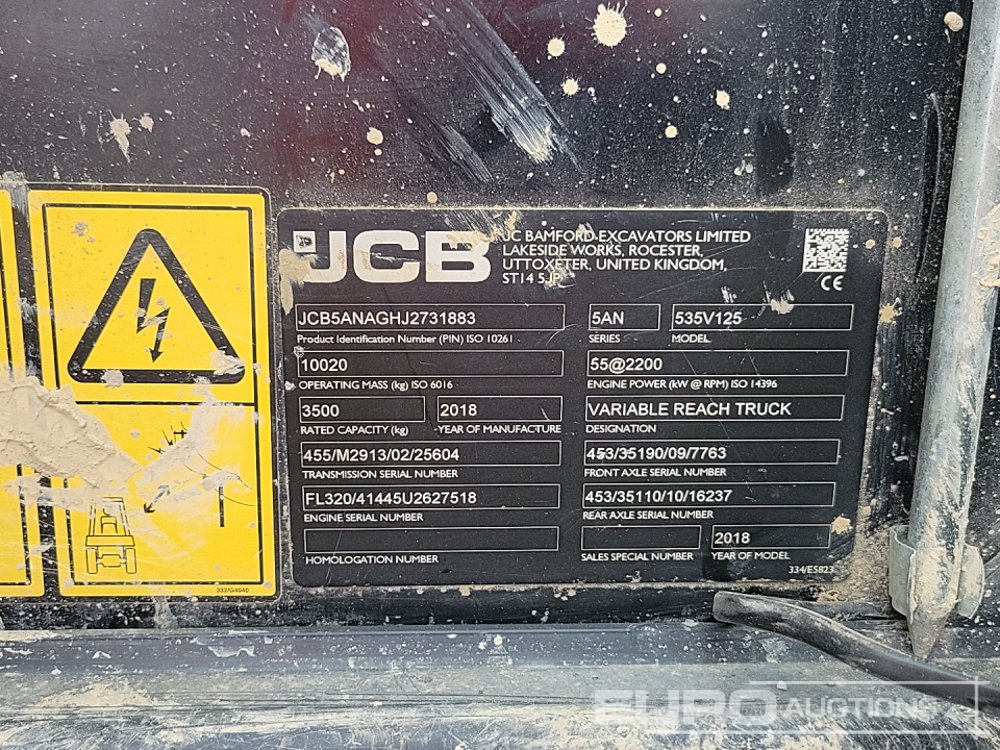 JCB
JC BAMFORD EXCAVATORS LIMITED
LAKESIDE WORKS, ROCESTER,
UTTOXETER, UNITED KINGDOM,
ST14 5JP
CE
JCB5ANAGHJ2731883
Product Identification Number (PIN) ISO 10261
5AN
SERIES
535V125
MODEL
10020
OPERATING MASS (kg) ISO 6016
55@2200
ENGINE POWER (kW @ RPM) ISO 14396
3500
RATED CAPACITY (kg)
2018
YEAR OF MANUFACTURE
VARIABLE REACH TRUCK
DESIGNATION
455/M2913/02/25604
TRANSMISSION SERIAL NUMBER
453/35190/09/7763
FRONT AXLE SERIAL NUMBER
FL320/41445U2627518
ENGINE SERIAL NUMBER
453/35110/10/16237
REAR AXLE SERIAL NUMBER
HOMOLOGATION NUMBER
SALES SPECIAL NUMBER
2018
YEAR OF MODEL
334/E5823
332/G4040
EURO
AUCTIONS